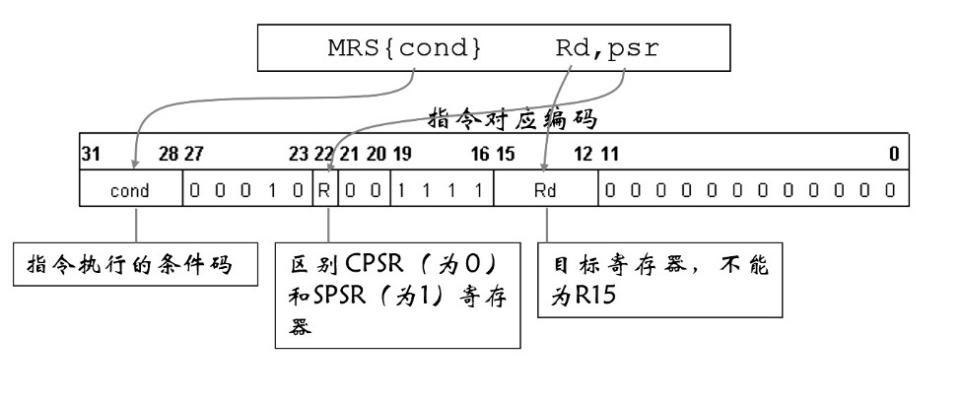 MRS{cond} Rd,psr
指令对应编码
31 28 27 23 22 21 20 19 16 15 12 11 0
cond 0 0 0 1 0 R 0 0 1 1 1 1 Rd 0 0 0 0 0 0 0 0 0 0 0 0
指令执行的条件码
区别CPSR（为0）
和SPSR（为1）寄存
器
目标寄存器，不能
为R15